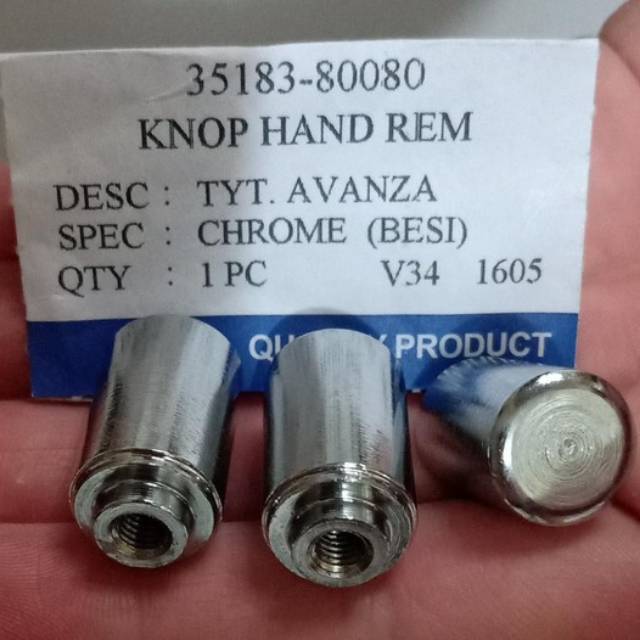 35183-80080
KNOP HAND REM
DESC : TYT. AVANZA
SPEC : CHROME (BESI)
QTY : 1 PC V34 1605
PRODUCT